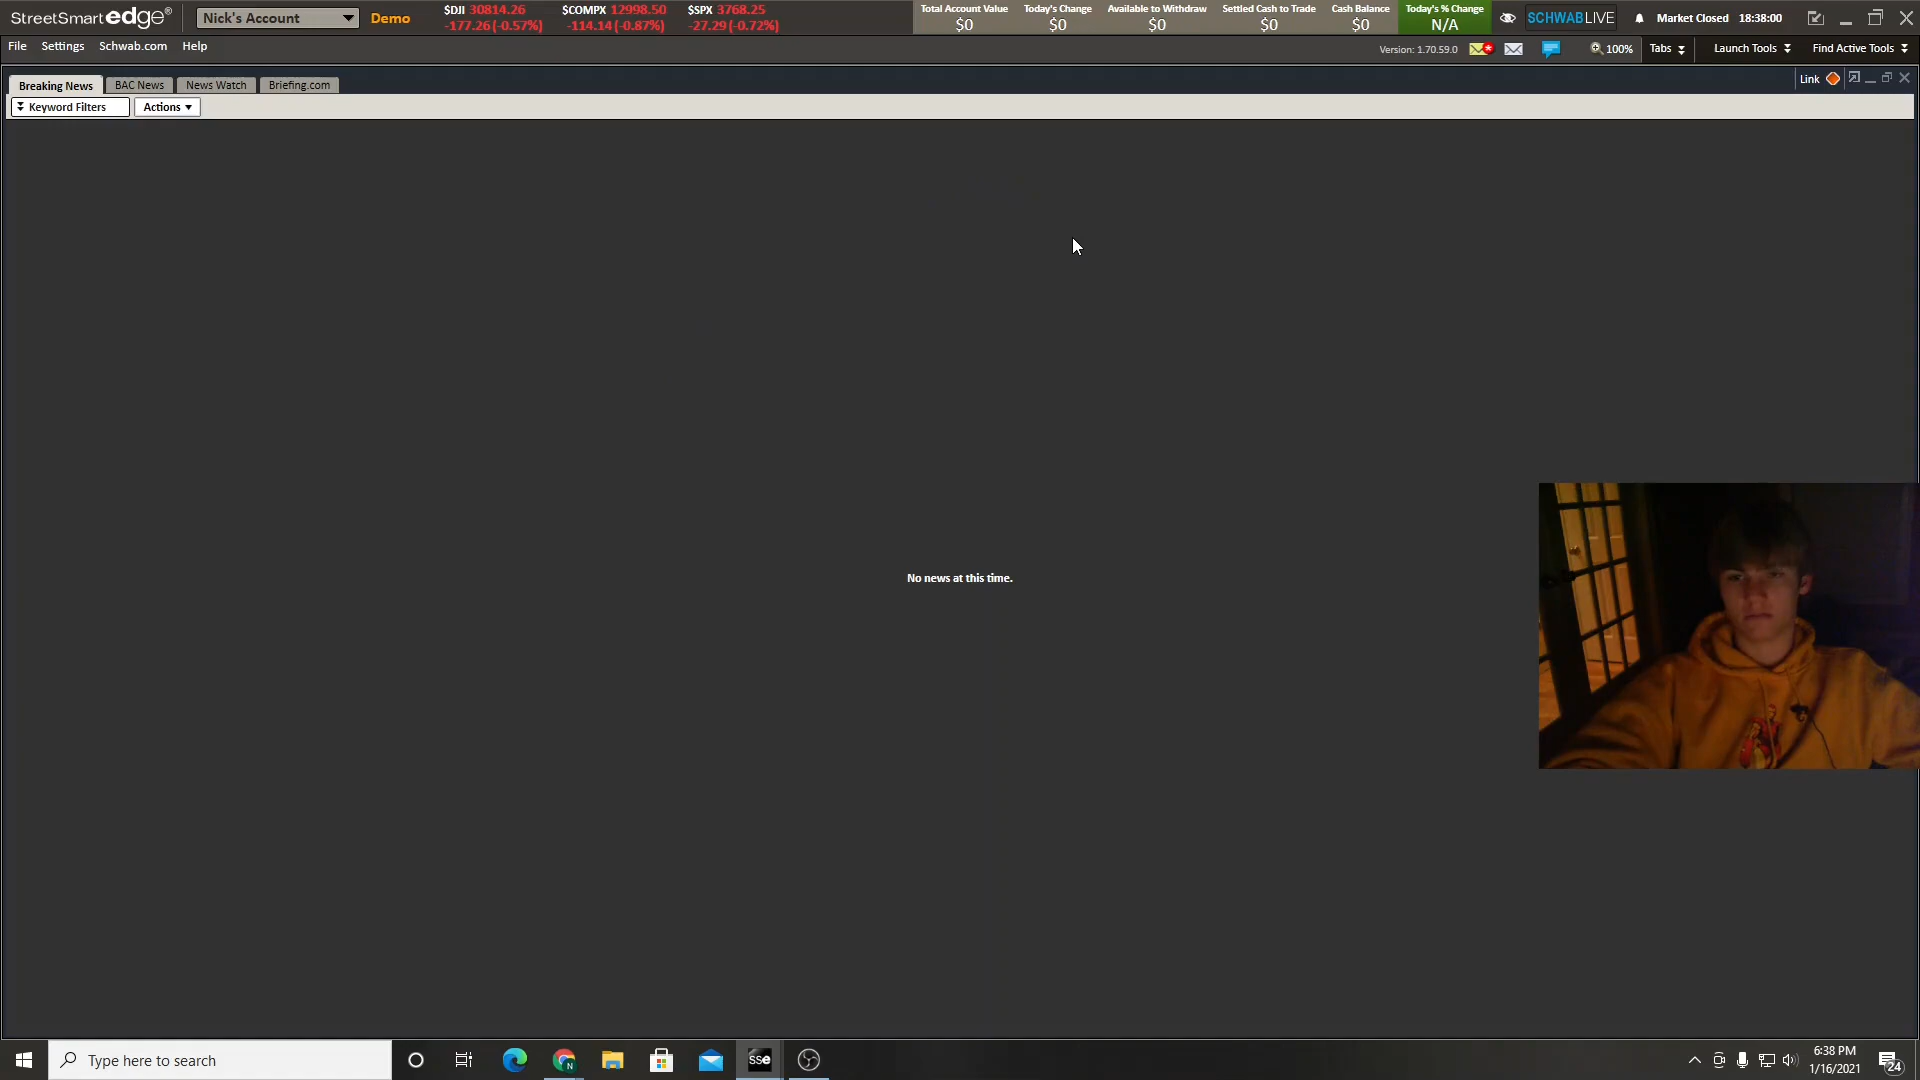 StreetSmart edge® Nick's Account Demo $DJI 30814.26 $COMPX 12998.50 $SPX 3768.25 Total Account Value Today's Change Available to Withdraw Settled Cash to Trade Cash Balance Today's % Change SCHWABLIVE Market Closed 18:38:00
-177.26 (-0.57%) -114.14 (-0.87%) -27.29 (-0.72%) $0 $0 $0 $0 $0 N/A
File Settings Schwab.com Help Version: 1.70.59.0 100% Tabs Launch Tools Find Active Tools
Breaking News BAC News News Watch Briefing.com Link
Keyword Filters Actions
No news at this time.
Type here to search N SSe 6:38 PM
1/16/2021 24